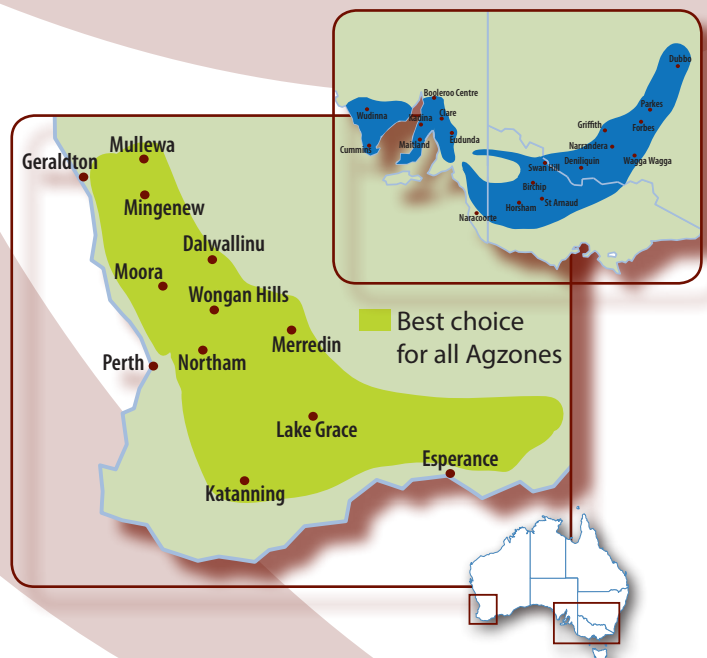 Dubbo
Booleroo Centre
Parkes
Wudinna
Clare
Kadina
Griffith
Forbes
Eudunda
Cummins
Maitland
Narrandera
Swan Hill
Deniliquin
Wagga Wagga
Birchip
Horsham
St Arnaud
Naracoorte
Mullewa
Geraldton
Mingenew
Dalwallinu
Moora
Wongan Hills
Best choice
for all Agzones
Merredin
Perth
Northam
Lake Grace
Esperance
Katanning